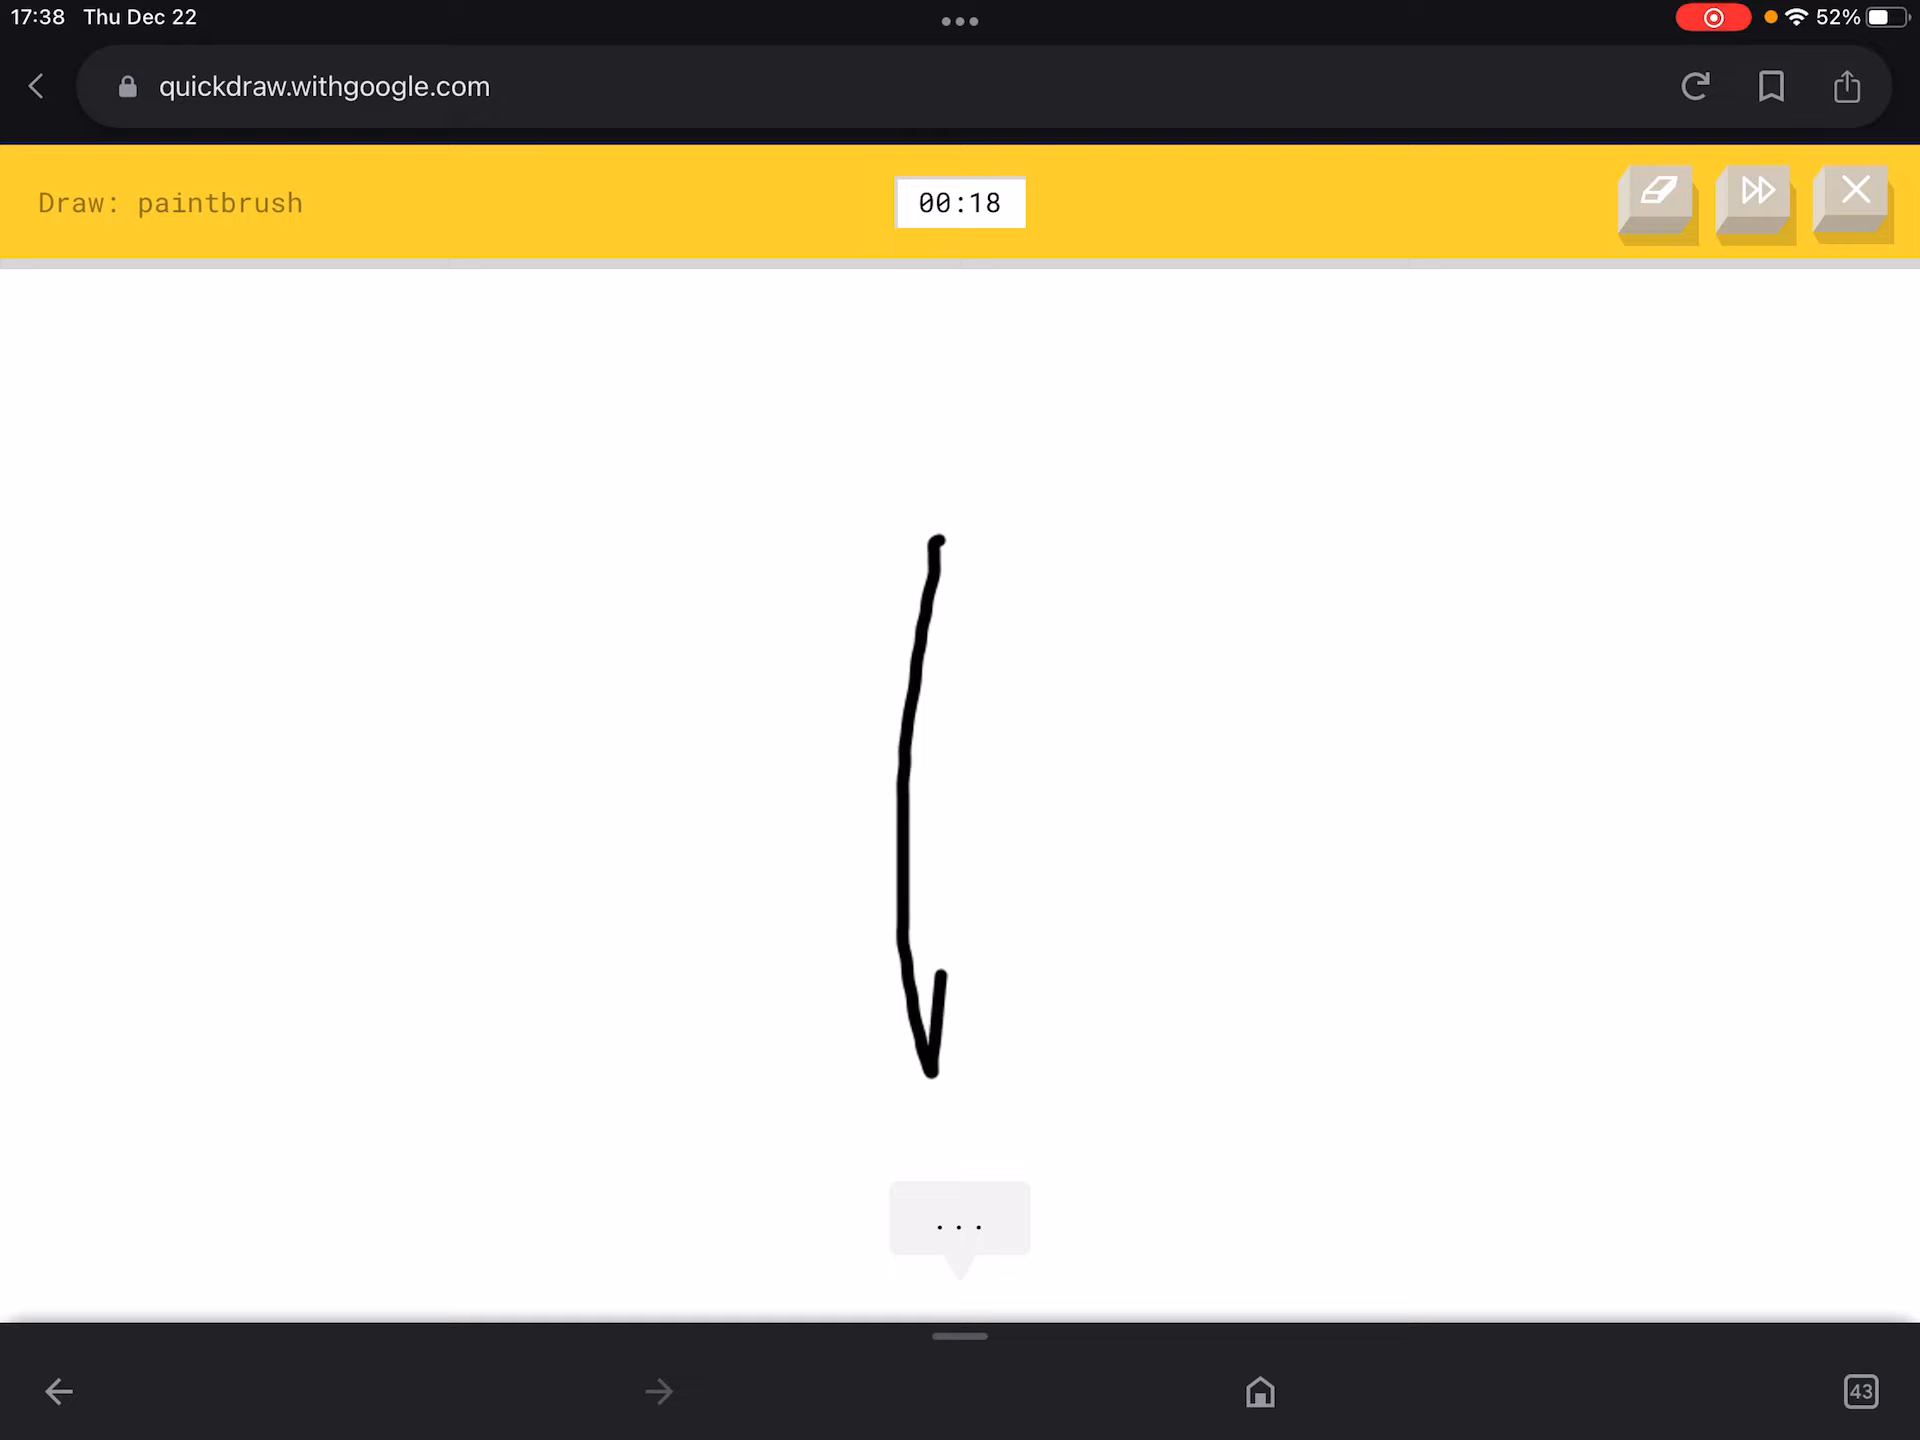 17:38 Thu Dec 22
52%
quickdraw.withgoogle.com
Draw: paintbrush
00:18
...
43